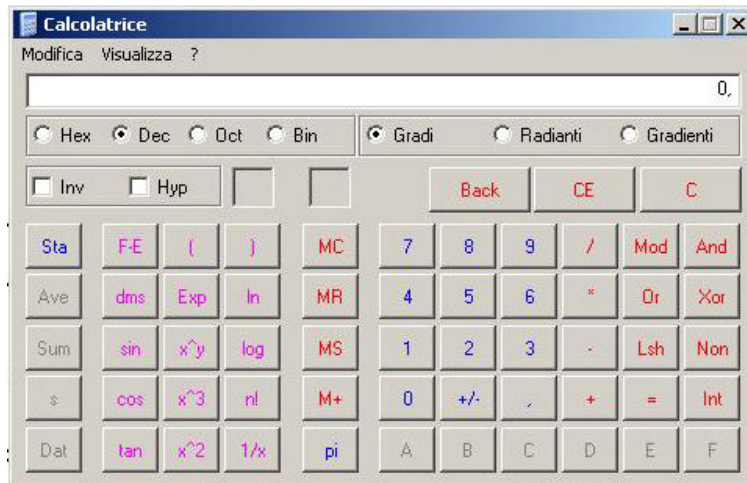 Calcolatrice
Modifica Visualizza ?
0,
Hex Dec Oct Bin Gradi Radianti Gradienti
Inv Hyp Back CE C
Sta F-E ( ) MC 7 8 9 / Mod And
Ave dms Exp ln MR 4 5 6 * Or Xor
Sum sin x^y log MS 1 2 3 - Lsh Non
s cos x^3 n! M+ 0 +/- , + = Int
Dat tan x^2 1/x pi A B C D E F